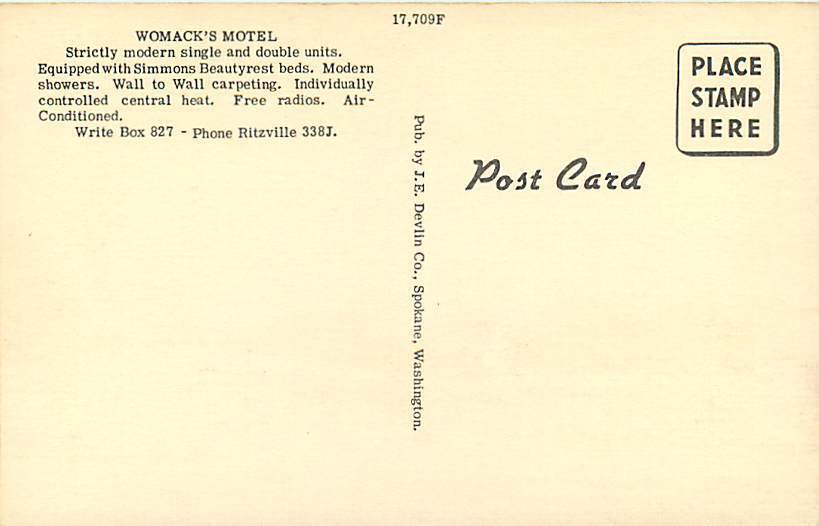 17,709F
WOMACK'S MOTEL
Strictly modern single and double units.
Equipped with Simmons Beautyrest beds. Modern
showers. Wall to Wall carpeting. Individually
controlled central heat. Free radios. Air-
Conditioned.
Write Box 827 - Phone Ritzville 338J.
Pub. by J.E. Devlin Co., Spokane, Washington.
Post Card
PLACE
STAMP
HERE